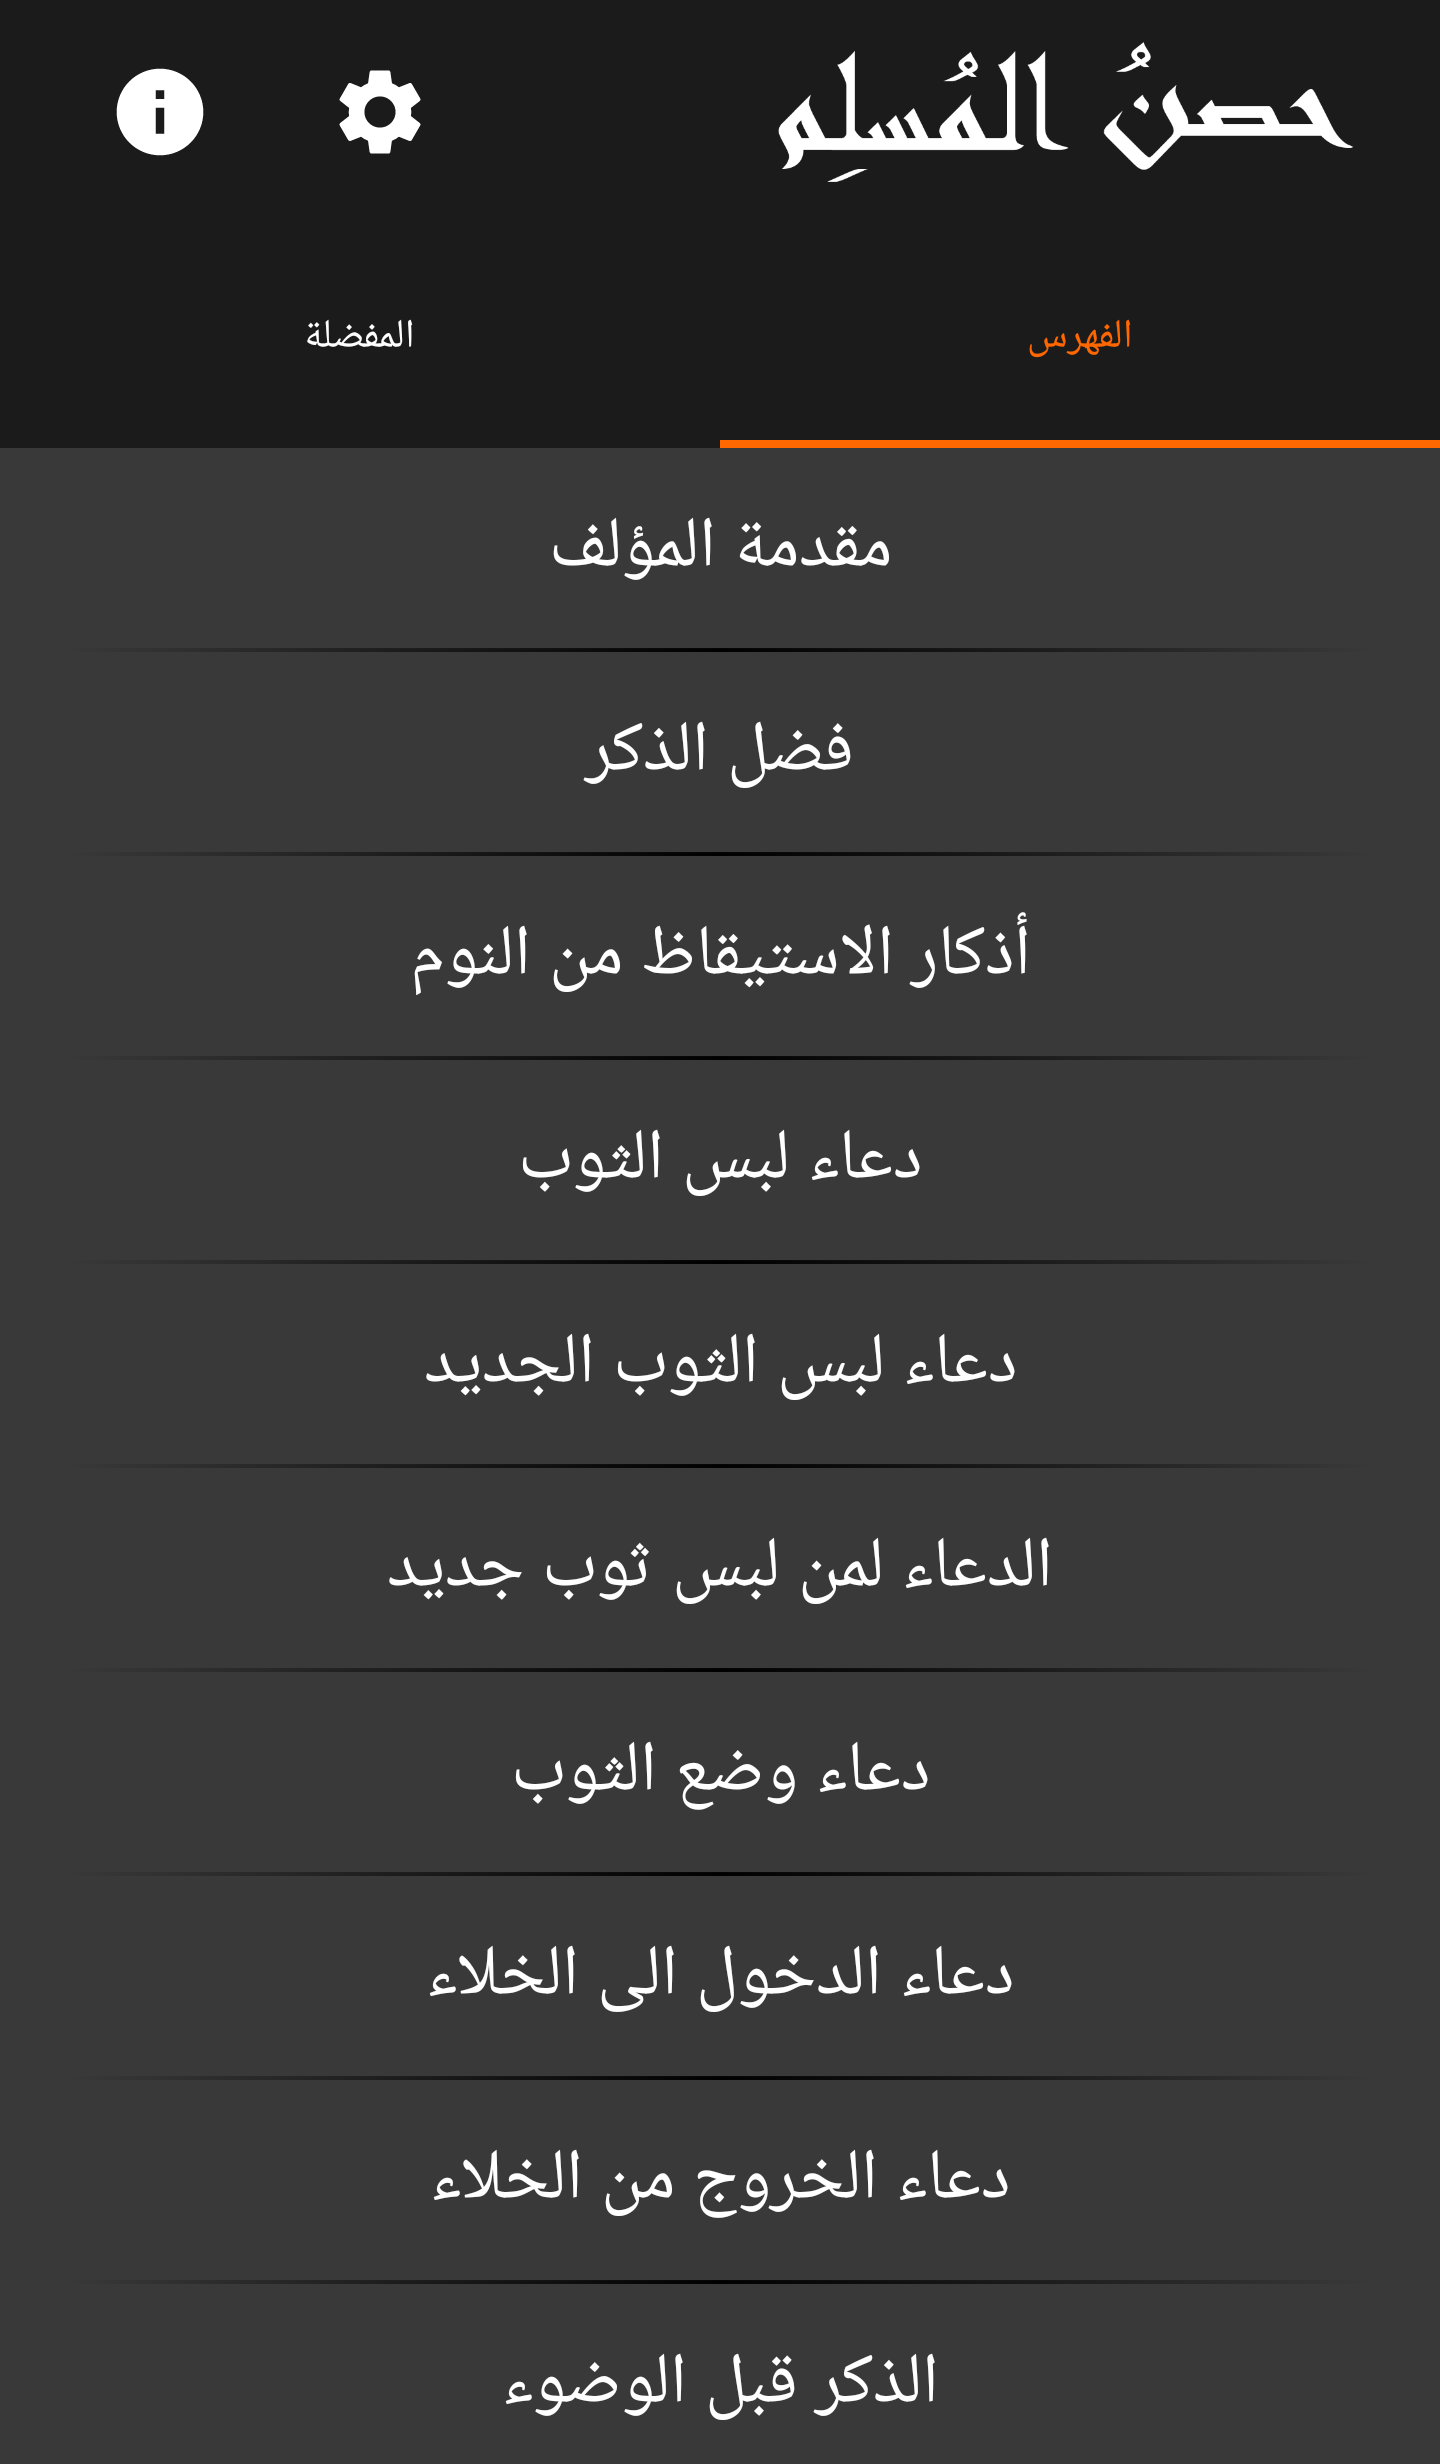 حصنُ المُسلِم
الفهرس
المفضلة
مقدمة المؤلف
فضل الذكر
أذكار الاستيقاظ من النوم
دعاء لبس الثوب
دعاء لبس الثوب الجديد
الدعاء لمن لبس ثوب جديد
دعاء وضع الثوب
دعاء الدخول الى الخلاء
دعاء الخروج من الخلاء
الذكر قبل الوضوء